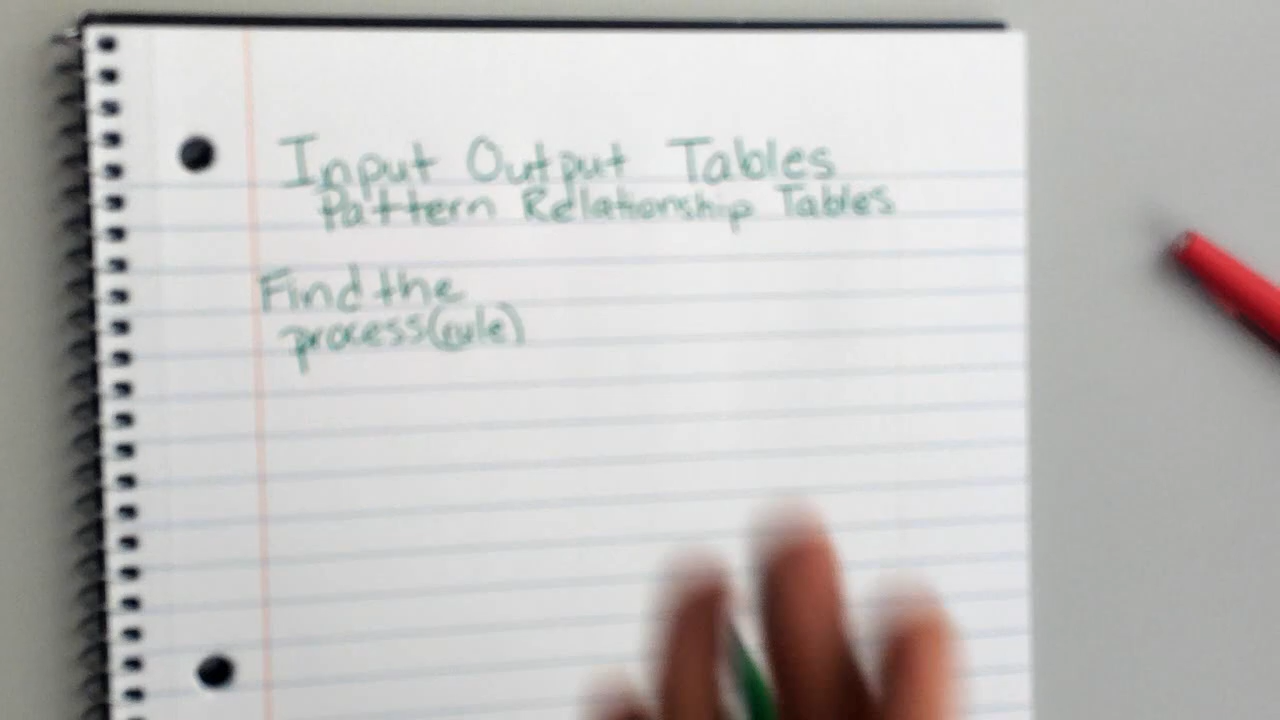 Input Output Tables
Pattern Relationship Tables
Find the
process(rule)